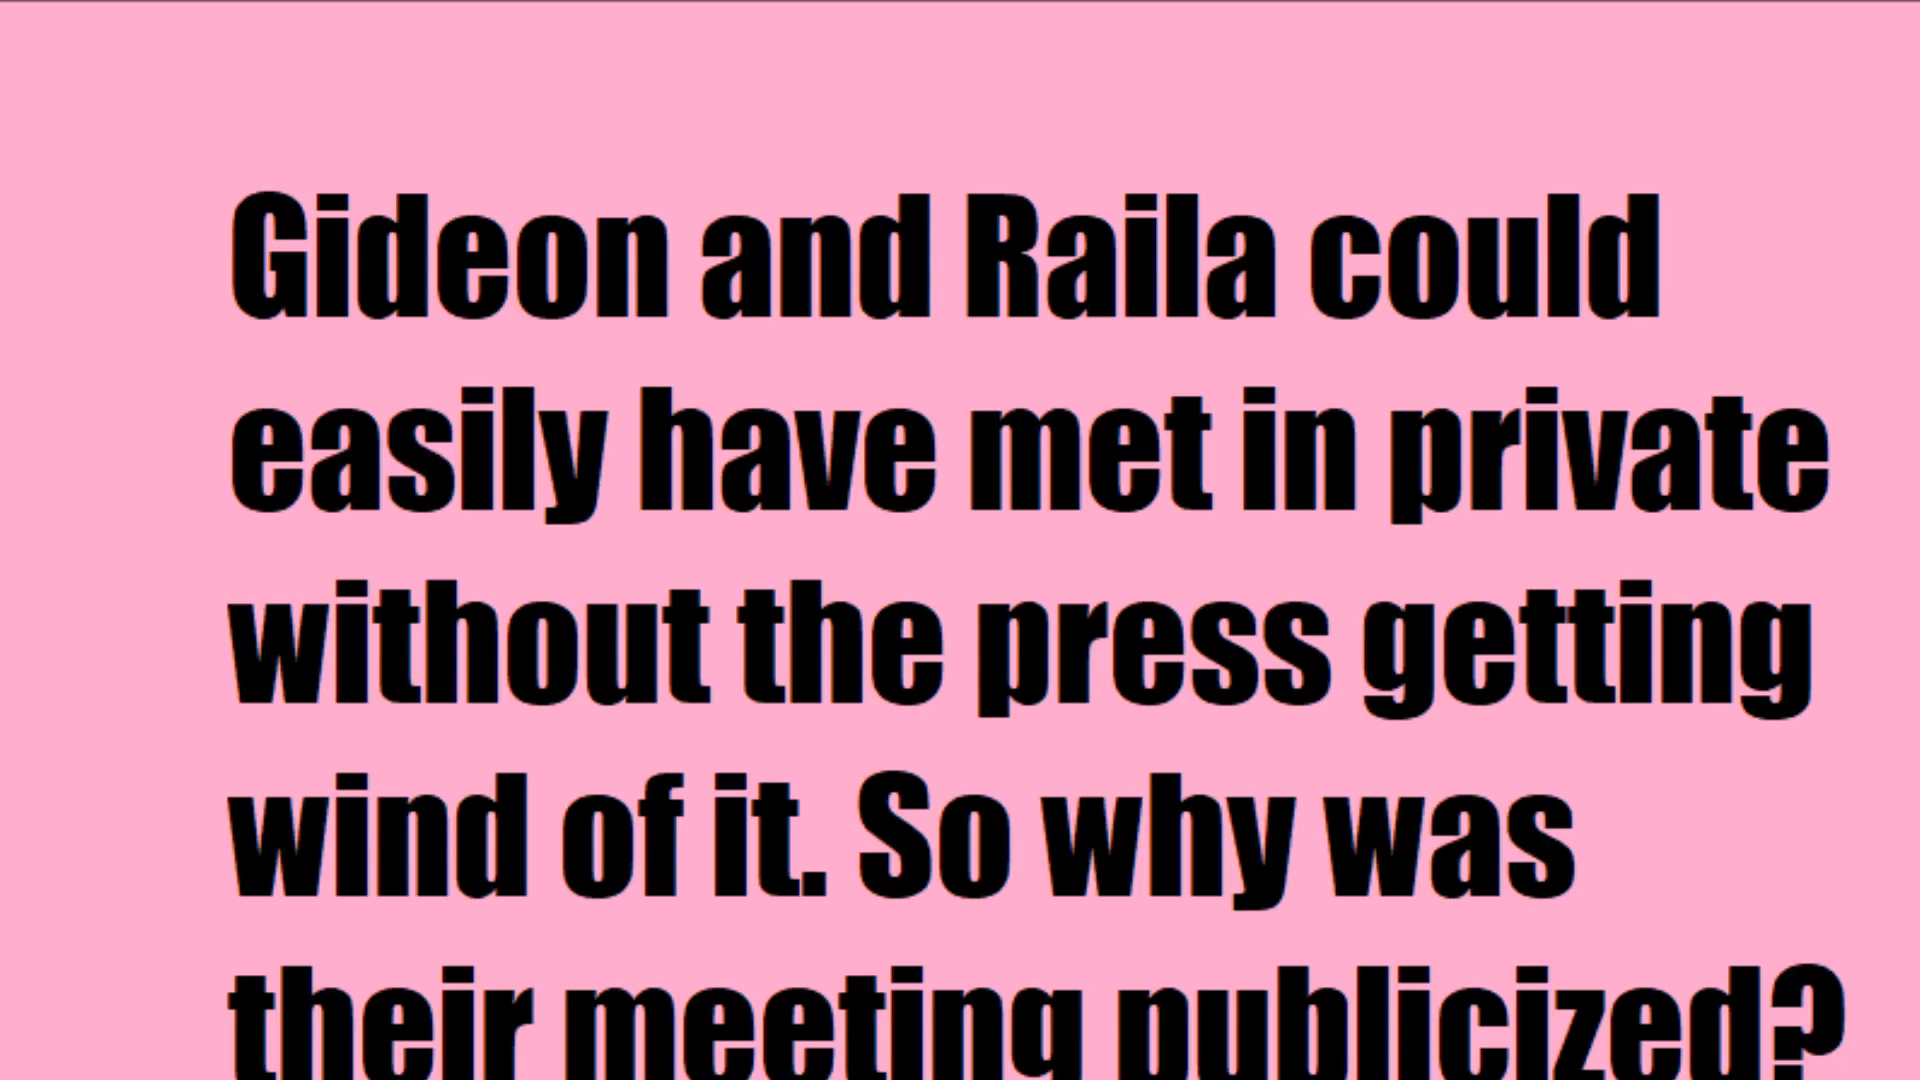 Gideon and Raila could
easily have met in private
without the press getting
wind of it. So why was
their meeting publicized?